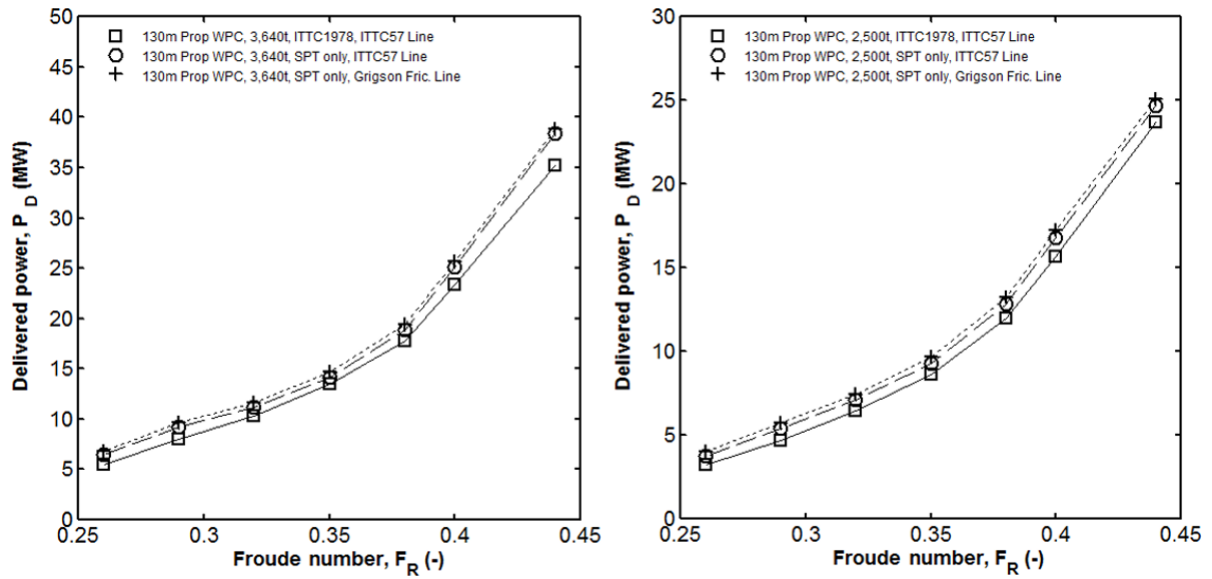 50
45
40
35
30
25
20
15
10
5
0
Delivered power, P_D (MW)
130m Prop WPC, 3,640t, ITTC1978, ITTC57 Line
130m Prop WPC, 3,640t, SPT only, ITTC57 Line
130m Prop WPC, 3,640t, SPT only, Grigson Fric. Line
0.25
0.3
0.35
0.4
0.45
Froude number, F_R (-)
30
25
20
15
10
5
0
Delivered power, P_D (MW)
130m Prop WPC, 2,500t, ITTC1978, ITTC57 Line
130m Prop WPC, 2,500t, SPT only, ITTC57 Line
130m Prop WPC, 2,500t, SPT only, Grigson Fric. Line
0.25
0.3
0.35
0.4
0.45
Froude number, F_R (-)